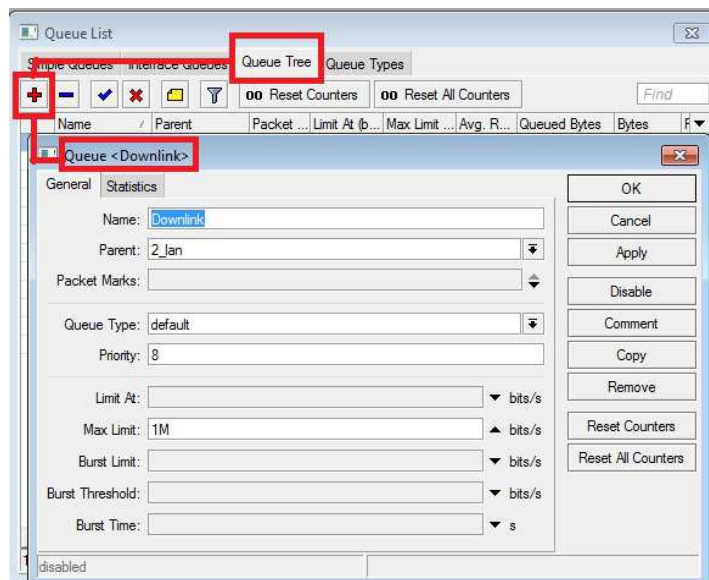 Queue List
Simple Queues Interface Queues Queue Tree Queue Types
00 Reset Counters 00 Reset All Counters Find
Name / Parent Packet ... Limit At (b... Max Limit ... Avg. R... Queued Bytes Bytes
Queue <Downlink>
General Statistics
OK
Name: Downlink
Cancel
Parent: 2_lan
Apply
Packet Marks:
Disable
Queue Type: default
Comment
Priority: 8
Copy
Remove
Limit At: bits/s
Max Limit: 1M bits/s
Reset Counters
Burst Limit: bits/s
Reset All Counters
Burst Threshold: bits/s
Burst Time: s
disabled